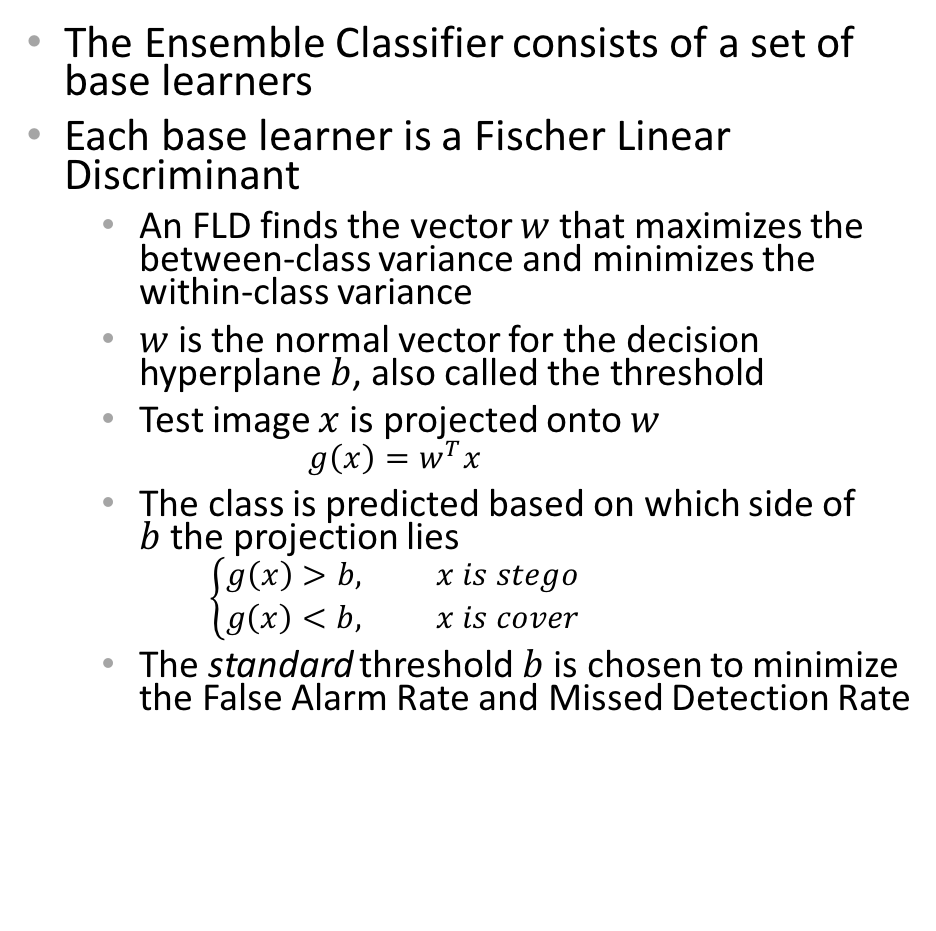 • The Ensemble Classifier consists of a set of
base learners
• Each base learner is a Fischer Linear
Discriminant
• An FLD finds the vector w that maximizes the
between-class variance and minimizes the
within-class variance
• w is the normal vector for the decision
hyperplane b, also called the threshold
• Test image x is projected onto w
g(x) = wᵀx
• The class is predicted based on which side of
b the projection lies
{g(x) > b, x is stego
{g(x) < b, x is cover
• The standard threshold b is chosen to minimize
the False Alarm Rate and Missed Detection Rate